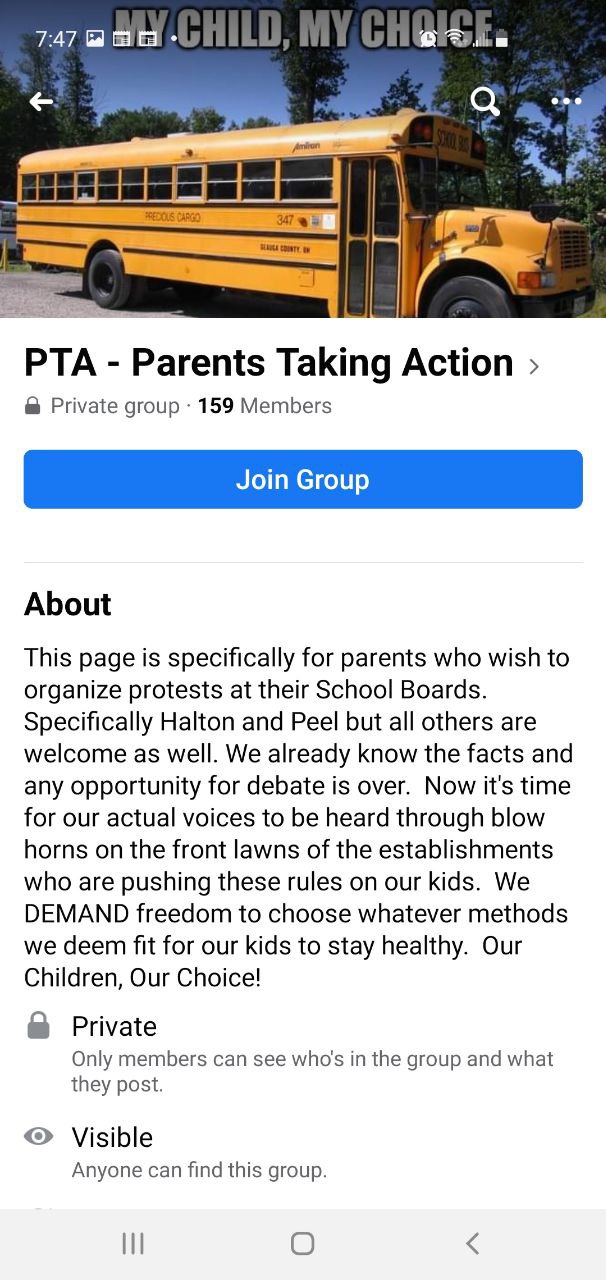 MY CHILD, MY CHOICE
7:47
Amtran
SCHOOL BUS
PRECIOUS CARGO
347
GEAUGA COUNTY, OH
PTA - Parents Taking Action
Private group · 159 Members
Join Group
About
This page is specifically for parents who wish to
organize protests at their School Boards.
Specifically Halton and Peel but all others are
welcome as well. We already know the facts and
any opportunity for debate is over.  Now it's time
for our actual voices to be heard through blow
horns on the front lawns of the establishments
who are pushing these rules on our kids.  We
DEMAND freedom to choose whatever methods
we deem fit for our kids to stay healthy.  Our
Children, Our Choice!
Private
Only members can see who's in the group and what
they post.
Visible
Anyone can find this group.